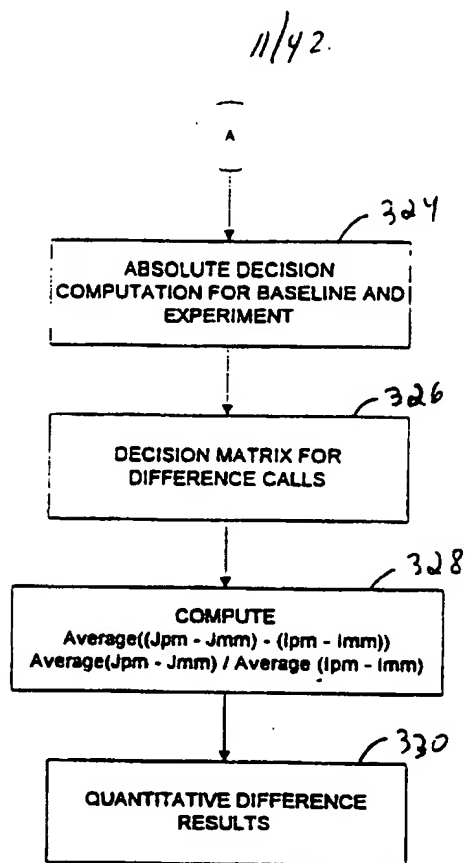 11/42.
A
324
ABSOLUTE DECISION
COMPUTATION FOR BASELINE AND
EXPERIMENT
326
DECISION MATRIX FOR
DIFFERENCE CALLS
328
COMPUTE
Average((Jpm - Jmm) - (Ipm - Imm))
Average(Jpm - Jmm) / Average (Ipm - Imm)
330
QUANTITATIVE DIFFERENCE
RESULTS